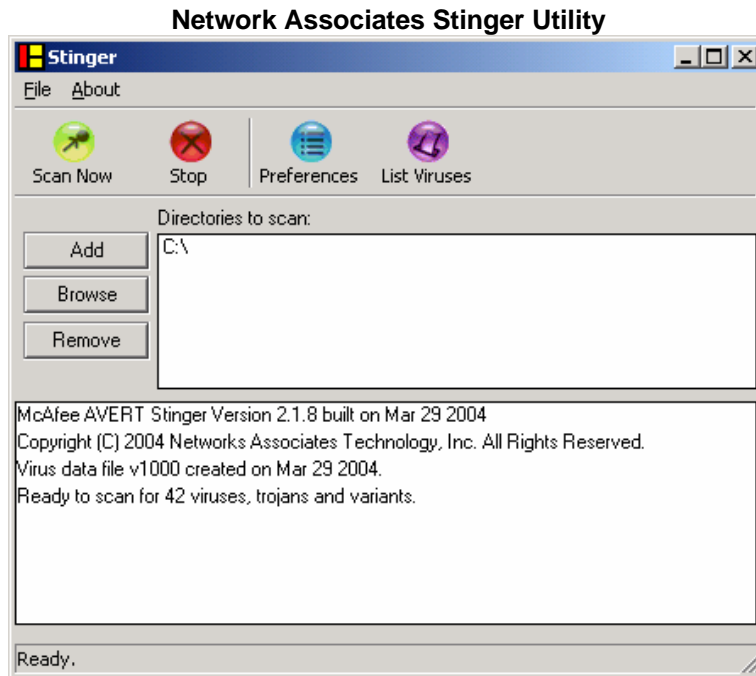 Network Associates Stinger Utility
Stinger
File About
Scan Now Stop Preferences List Viruses
Directories to scan:
Add
C:\
Browse
Remove
McAfee AVERT Stinger Version 2.1.8 built on Mar 29 2004
Copyright (C) 2004 Networks Associates Technology, Inc. All Rights Reserved.
Virus data file v1000 created on Mar 29 2004.
Ready to scan for 42 viruses, trojans and variants.
Ready.